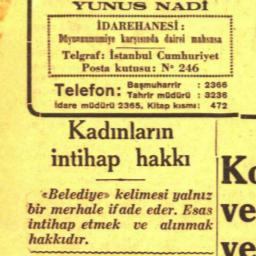 YUNUS NADİ
İDAREHANESİ:
Düyunuumumiye karşısında dairei mahsusa
Telgraf: İstanbul Cumhuriyet
Posta kutusu: Nº 246
Telefon: Başmuharrir : 2366
Tahrir müdürü : 3236
İdare müdürü 2365, Kitap kısmı: 472
Kadınların
intihap hakkı
«Belediye» kelimesi yalnız
bir merhale ifade eder. Esas
intihap etmek ve alınmak
hakkıdır.
ve
ve